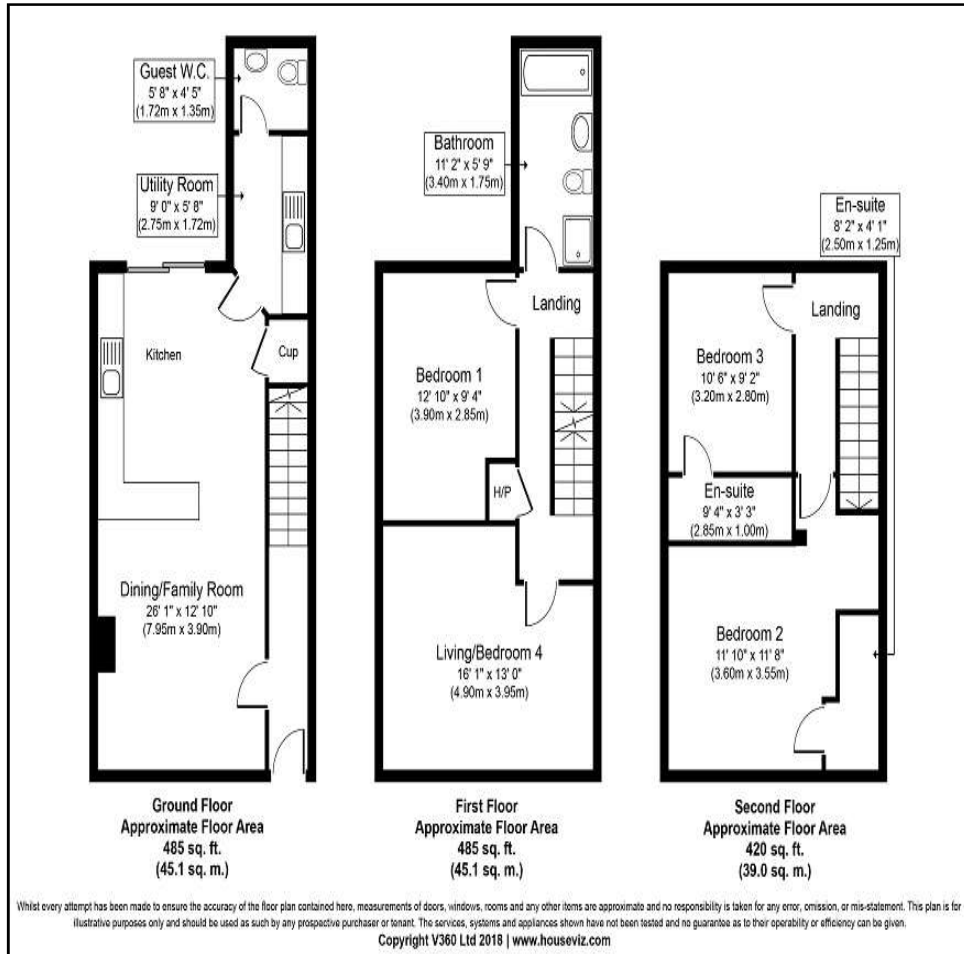 Guest W.C.
5' 8" x 4' 5"
(1.72m x 1.35m)
Utility Room
9' 0" x 5' 8"
(2.75m x 1.72m)
Kitchen
Cup
Dining/Family Room
26' 1" x 12' 10"
(7.95m x 3.90m)
Ground Floor
Approximate Floor Area
485 sq. ft.
(45.1 sq. m.)
Bathroom
11' 2" x 5' 9"
(3.40m x 1.75m)
Landing
Bedroom 1
12' 10" x 9' 4"
(3.90m x 2.85m)
H/P
Living/Bedroom 4
16' 1" x 13' 0"
(4.90m x 3.95m)
First Floor
Approximate Floor Area
485 sq. ft.
(45.1 sq. m.)
En-suite
8' 2" x 4' 1"
(2.50m x 1.25m)
Landing
Bedroom 3
10' 6" x 9' 2"
(3.20m x 2.80m)
En-suite
9' 4" x 3' 3"
(2.85m x 1.00m)
Bedroom 2
11' 10" x 11' 8"
(3.60m x 3.55m)
Second Floor
Approximate Floor Area
420 sq. ft.
(39.0 sq. m.)
Whilst every attempt has been made to ensure the accuracy of the floor plan contained here, measurements of doors, windows, rooms and any other items are approximate and no responsibility is taken for any error, omission, or mis-statement. This plan is for
illustrative purposes only and should be used as such by any prospective purchaser or tenant. The services, systems and appliances shown have not been tested and no guarantee as to their operability or efficiency can be given.
Copyright V360 Ltd 2018 | www.houseviz.com